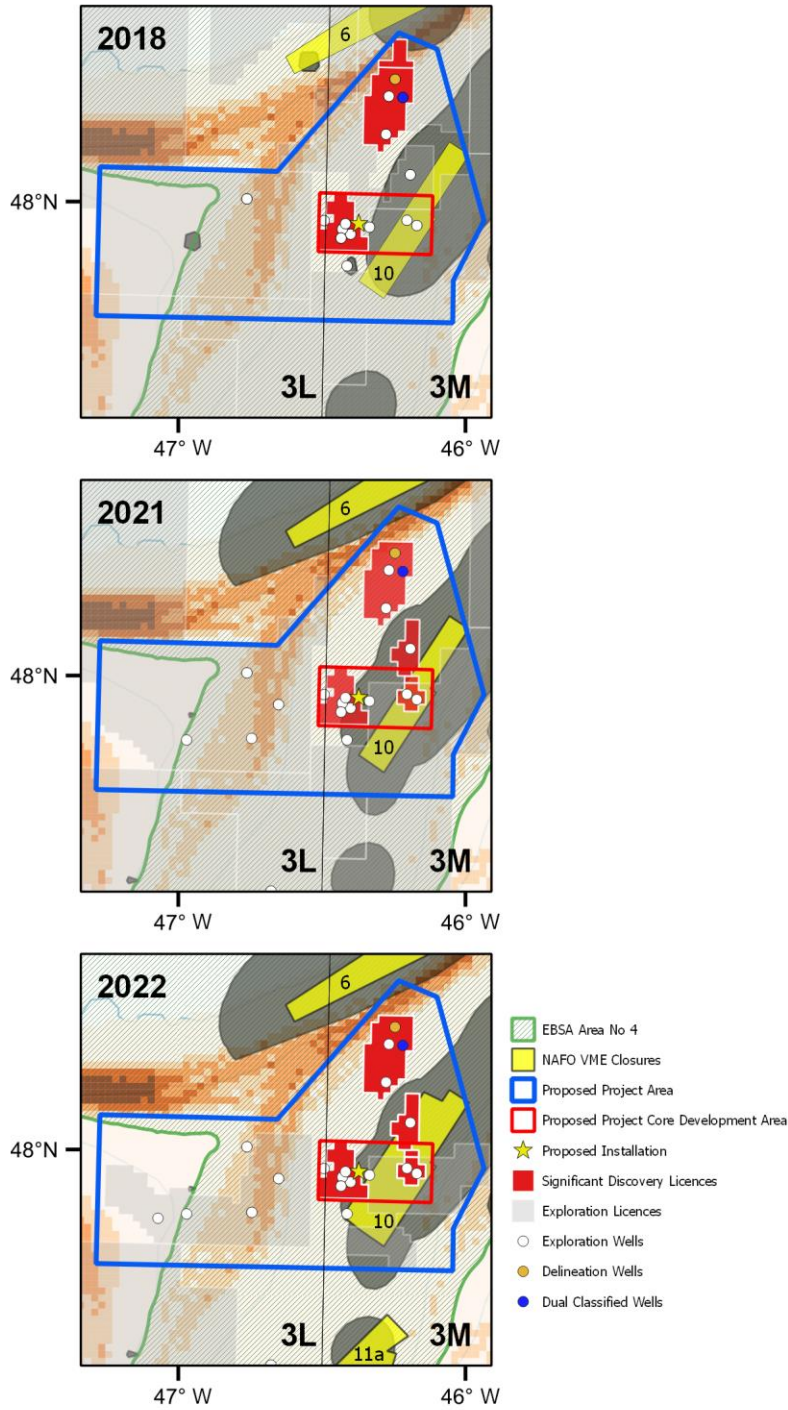 2018
6
48°N
10
3L 3M
47° W 46° W
2021
6
48°N
10
3L 3M
47° W 46° W
2022
6
EBSA Area No 4
NAFO VME Closures
Proposed Project Area
Proposed Project Core Development Area
48°N
Proposed Installation
Significant Discovery Licences
Exploration Licences
10
Exploration Wells
Delineation Wells
Dual Classified Wells
3L 3M
11a
47° W 46° W